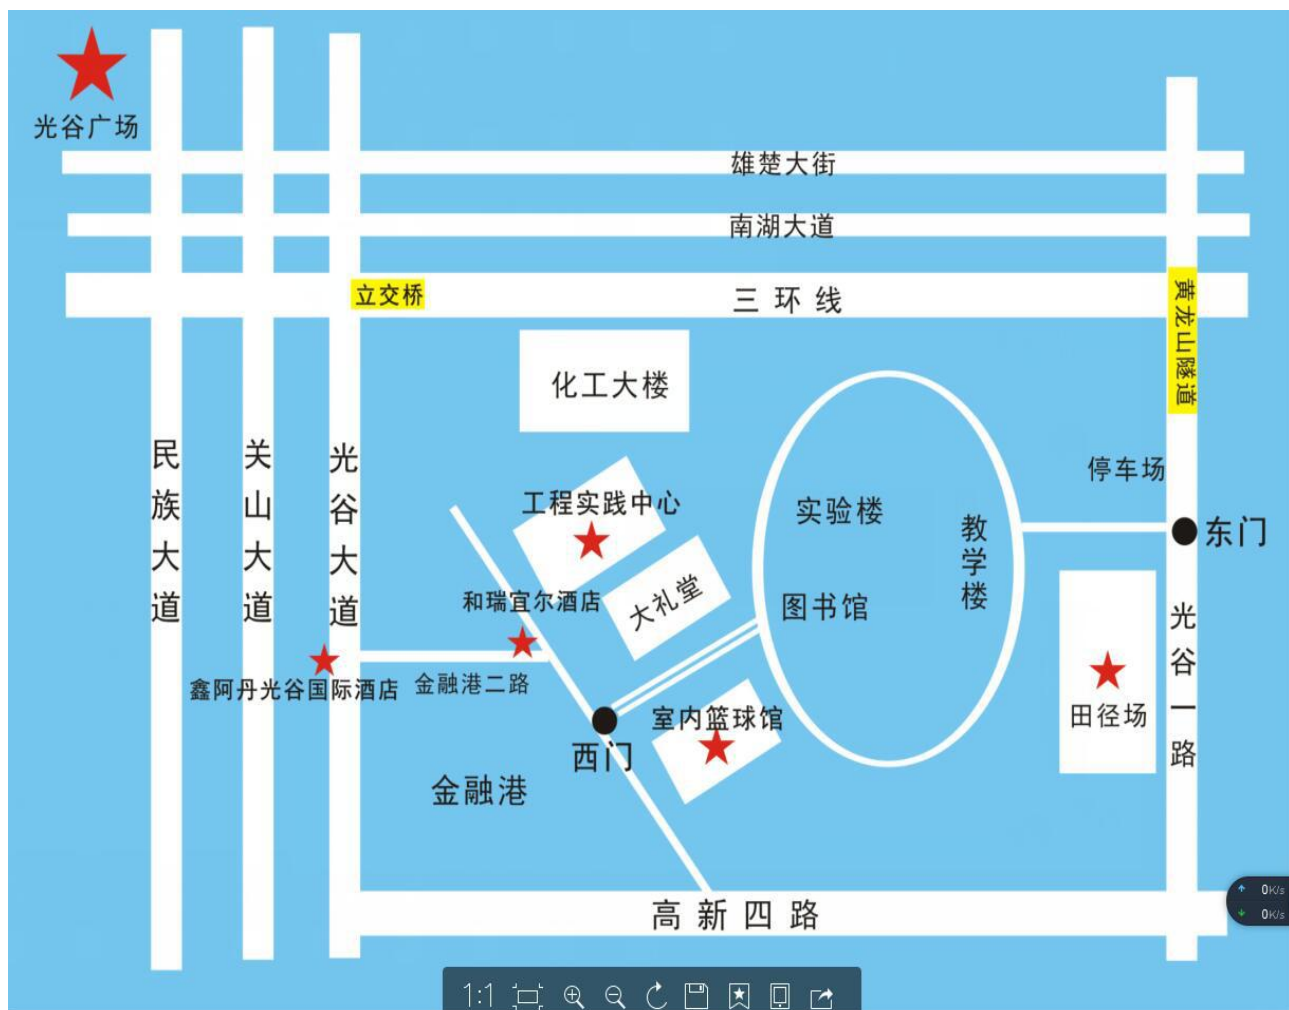 光谷广场
雄楚大街
南湖大道
立交桥
三环线
黄龙山隧道
化工大楼
民族大道
关山大道
光谷大道
停车场
工程实践中心
实验楼
教学楼
东门
和瑞宜尔酒店
大礼堂
图书馆
光谷一路
鑫阿丹光谷国际酒店
金融港二路
室内篮球馆
田径场
西门
金融港
高新四路
0K/s
0K/s
1:1